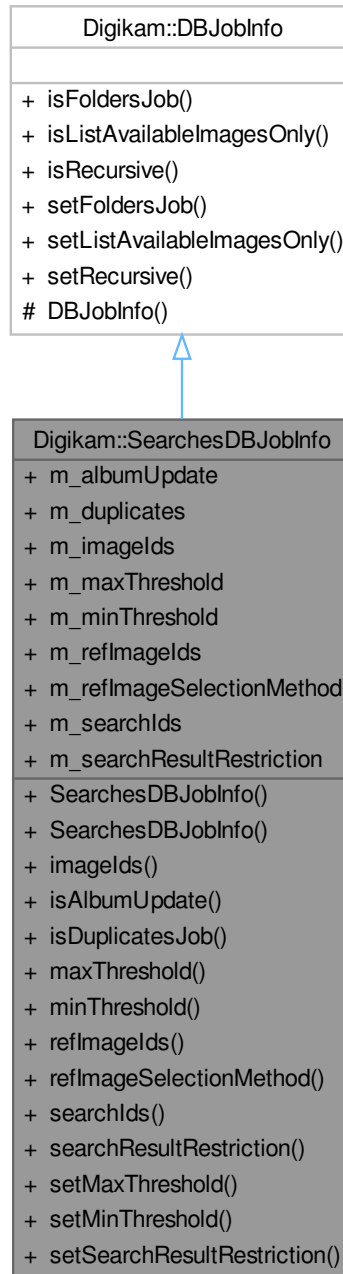 Digikam::DBJobInfo
+ isFoldersJob()
+ isListAvailableImagesOnly()
+ isRecursive()
+ setFoldersJob()
+ setListAvailableImagesOnly()
+ setRecursive()
# DBJobInfo()
Digikam::SearchesDBJobInfo
+ m_albumUpdate
+ m_duplicates
+ m_imageIds
+ m_maxThreshold
+ m_minThreshold
+ m_refImageIds
+ m_refImageSelectionMethod
+ m_searchIds
+ m_searchResultRestriction
+ SearchesDBJobInfo()
+ SearchesDBJobInfo()
+ imageIds()
+ isAlbumUpdate()
+ isDuplicatesJob()
+ maxThreshold()
+ minThreshold()
+ refImageIds()
+ refImageSelectionMethod()
+ searchIds()
+ searchResultRestriction()
+ setMaxThreshold()
+ setMinThreshold()
+ setSearchResultRestriction()